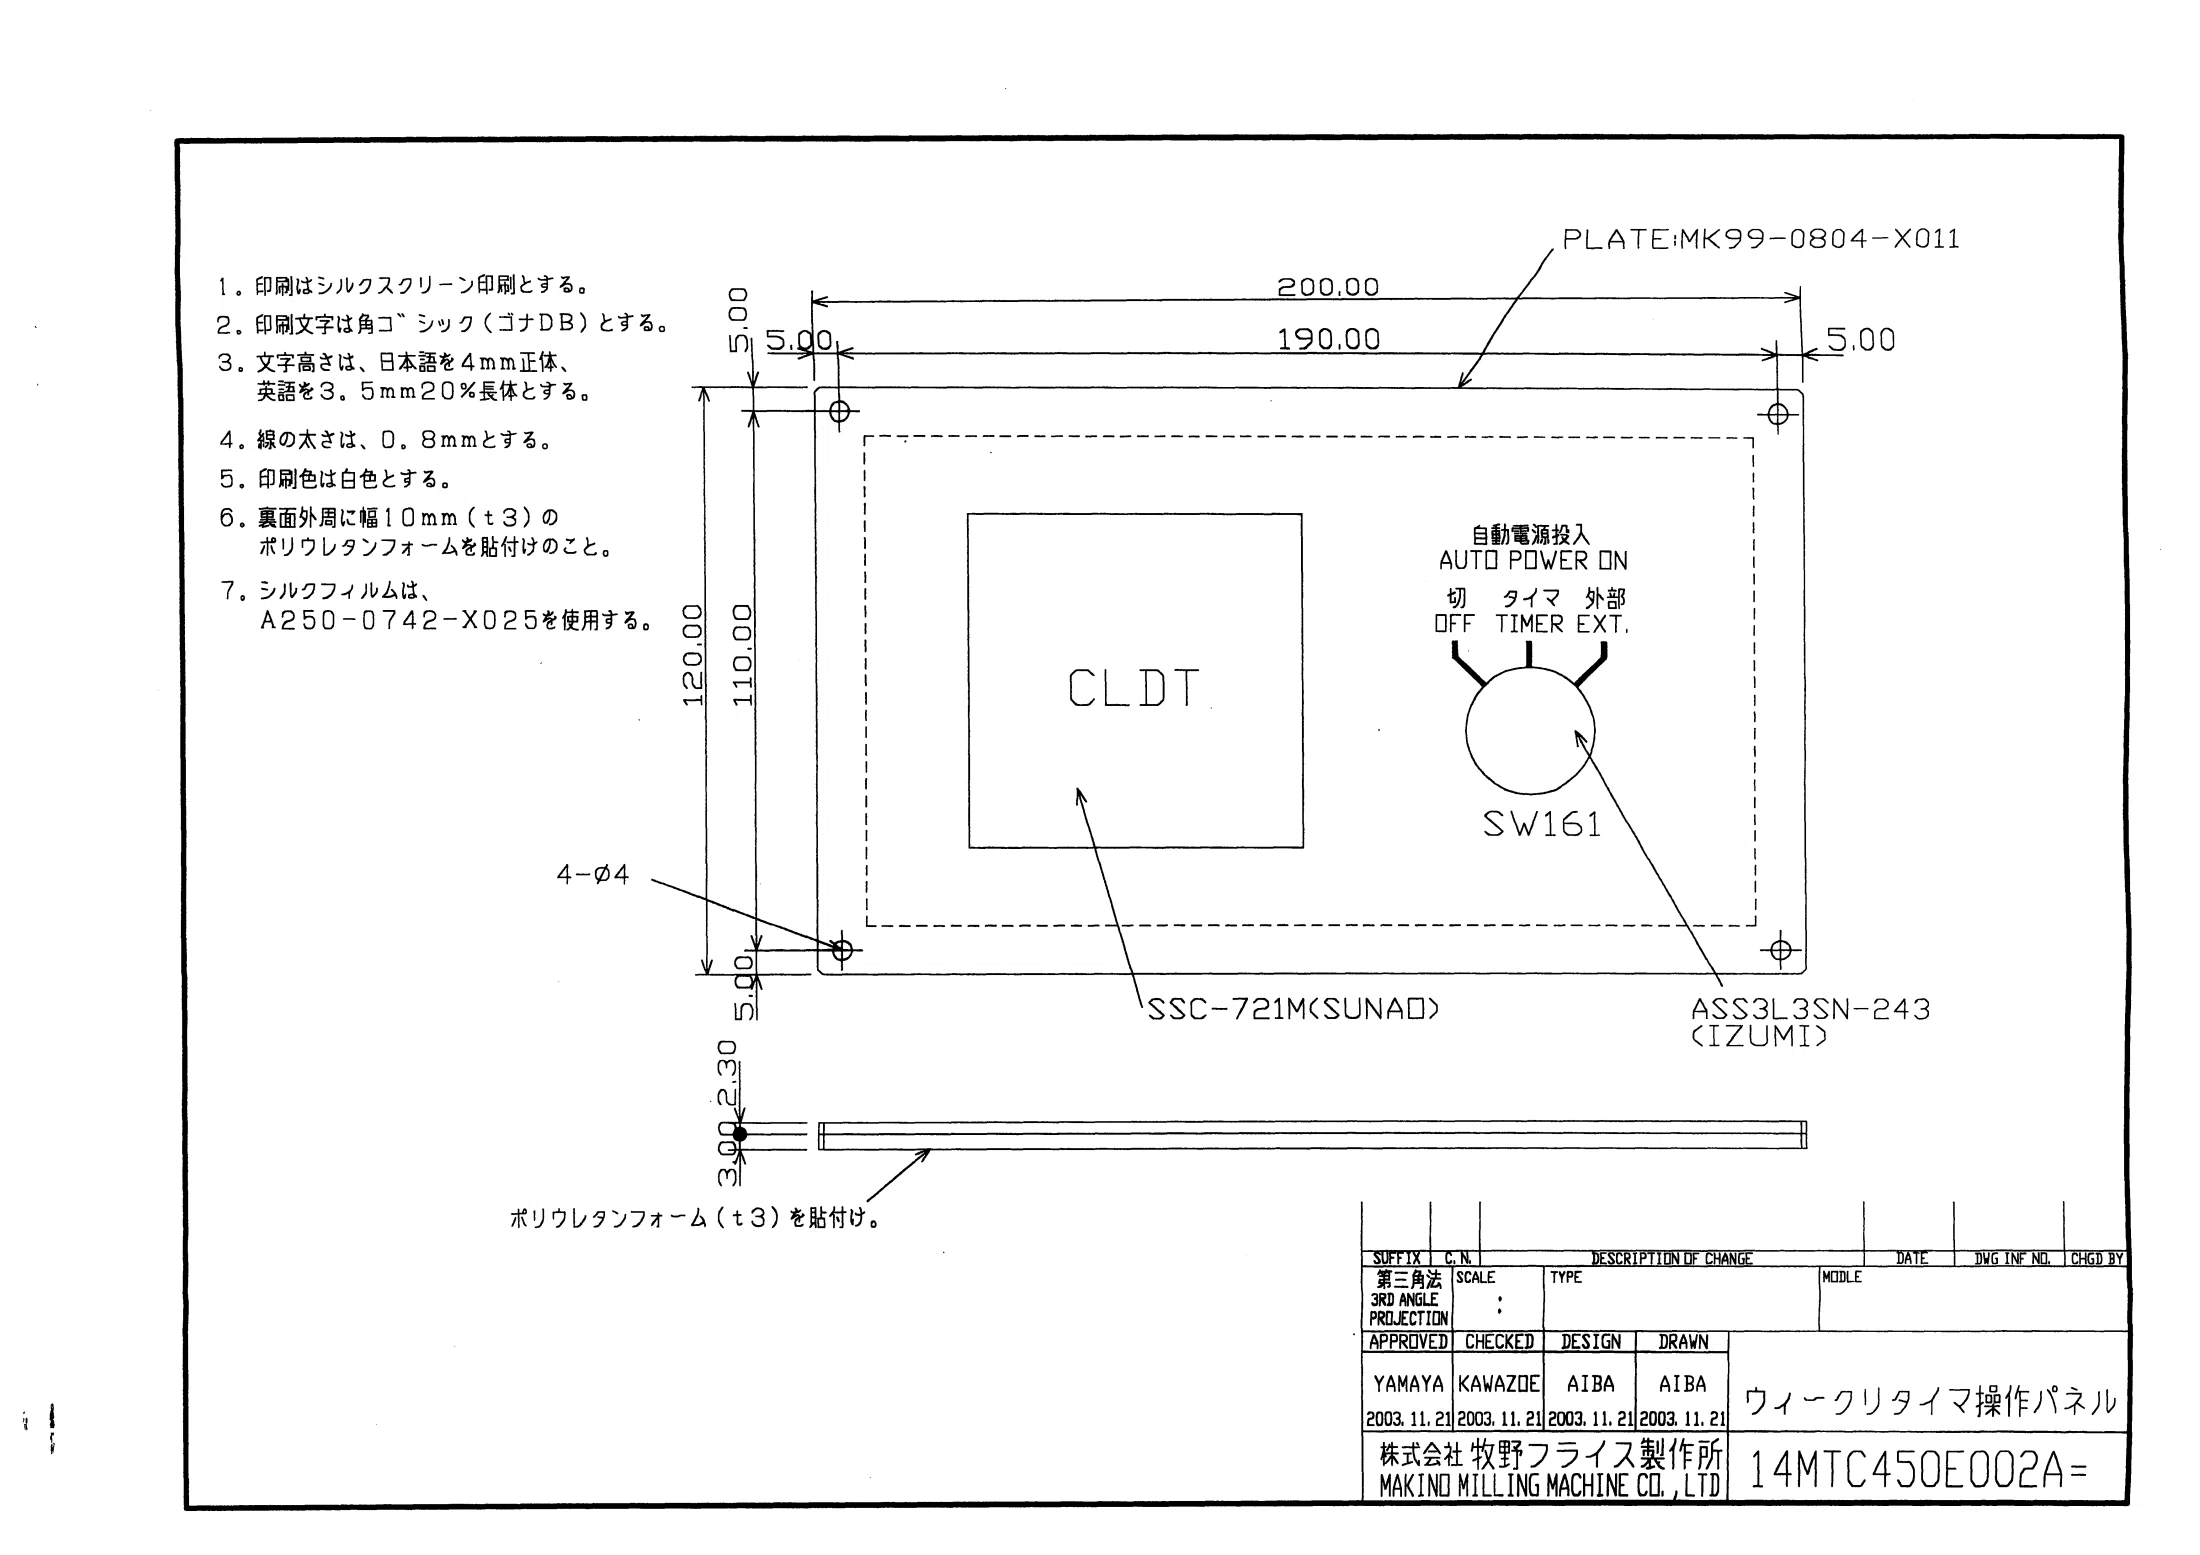 1。印刷はシルクスクリーン印刷とする。
2。印刷文字は角ゴシック(ゴナDB)とする。
3。文字高さは、日本語を4mm正体、
英語を3。5mm20%長体とする。
4。線の太さは、0。8mmとする。
5。印刷色は白色とする。
6。裏面外周に幅10mm(t3)の
ポリウレタンフォームを貼付けのこと。
7。シルクフィルムは、
A250-0742-X025を使用する。
PLATE:MK99-0804-X011
200.00
5.00
5.00
190.00
5.00
120.00
110.00
5.00
4-Ø4
自動電源投入
AUTO POWER ON
切 タイマ 外部
OFF TIMER EXT.
CLDT
SW161
SSC-721M(SUNAO)
ASS3L3SN-243
(IZUMI)
2.30
3.00
ポリウレタンフォーム(t3)を貼付け。
SUFFIX C.N. DESCRIPTION OF CHANGE DATE DWG INF NO. CHGD BY
第三角法
3RD ANGLE
PROJECTION
SCALE
:
TYPE
MODLE
APPROVED CHECKED DESIGN DRAWN
YAMAYA KAWAZOE AIBA AIBA
2003.11.21 2003.11.21 2003.11.21 2003.11.21
ウィークリタイマ操作パネル
株式会社 牧野フライス製作所
MAKINO MILLING MACHINE CO.,LTD
14MTC450E002A=